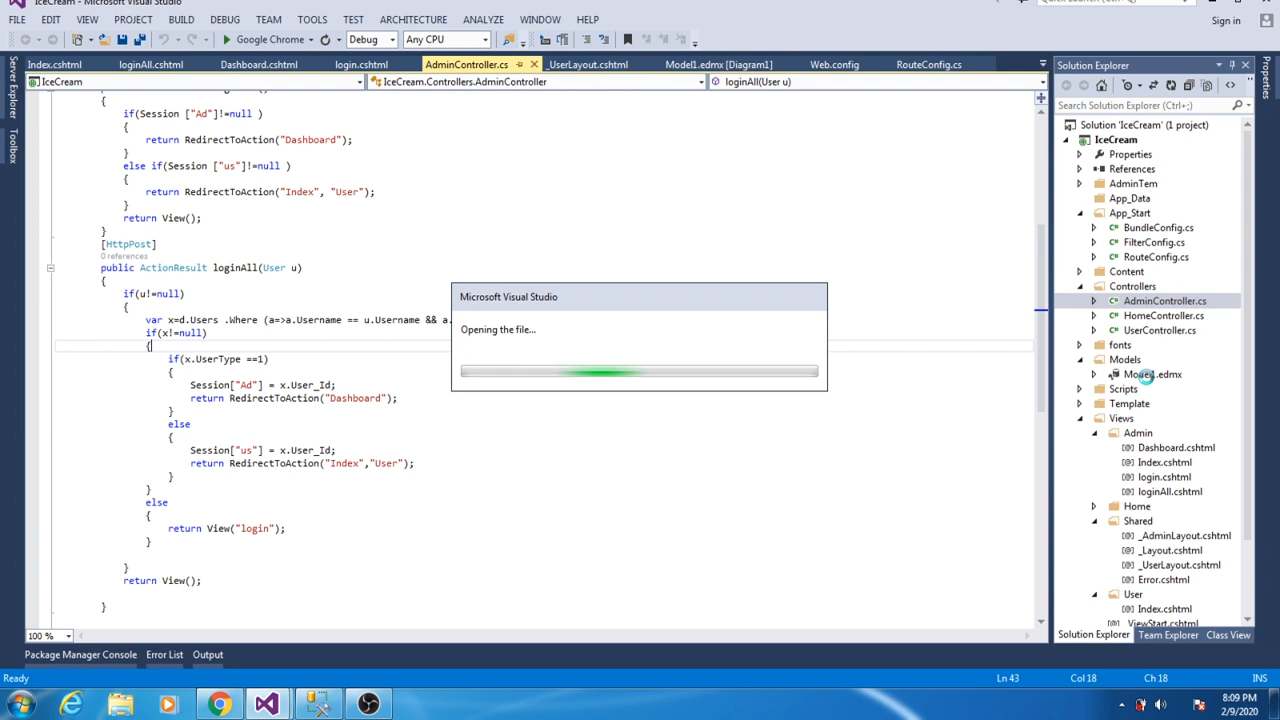 IceCream - Microsoft Visual Studio
Quick Launch (Ctrl+Q)
FILE EDIT VIEW PROJECT BUILD DEBUG TEAM TOOLS TEST ARCHITECTURE ANALYZE WINDOW HELP Sign in
Google Chrome Debug Any CPU
Index.cshtml loginAll.cshtml Dashboard.cshtml login.cshtml AdminController.cs _UserLayout.cshtml Model1.edmx [Diagram1] Web.config RouteConfig.cs
IceCream IceCream.Controllers.AdminController loginAll(User u)
Server Explorer
Toolbox
{
if(Session ["Ad"]!=null )
{
return RedirectToAction("Dashboard");
}
else if(Session ["us"]!=null )
{
return RedirectToAction("Index", "User");
}
return View();
}
[HttpPost]
0 references
public ActionResult loginAll(User u)
{
if(u!=null)
{
var x=d.Users .Where (a=>a.Username == u.Username && a.
if(x!=null)
{
if(x.UserType ==1)
{
Session["Ad"] = x.User_Id;
return RedirectToAction("Dashboard");
}
else
{
Session["us"] = x.User_Id;
return RedirectToAction("Index","User");
}
}
else
{
return View("login");
}
}
return View();
}
100 %
Microsoft Visual Studio
Opening the file...
Solution Explorer
Search Solution Explorer (Ctrl+;)
Solution 'IceCream' (1 project)
IceCream
Properties
References
AdminTem
App_Data
App_Start
BundleConfig.cs
FilterConfig.cs
RouteConfig.cs
Content
Controllers
AdminController.cs
HomeController.cs
UserController.cs
fonts
Models
Model1.edmx
Scripts
Template
Views
Admin
Dashboard.cshtml
Index.cshtml
login.cshtml
loginAll.cshtml
Home
Shared
_AdminLayout.cshtml
_Layout.cshtml
_UserLayout.cshtml
Error.cshtml
User
Index.cshtml
_ViewStart.cshtml
Solution Explorer Team Explorer Class View
Properties
Package Manager Console Error List Output
Ready Ln 43 Col 18 Ch 18 INS
8:09 PM
2/9/2020